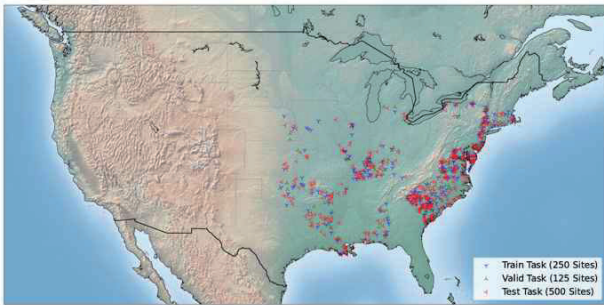 Train Task (250 Sites)
Valid Task (125 Sites)
Test Task (500 Sites)